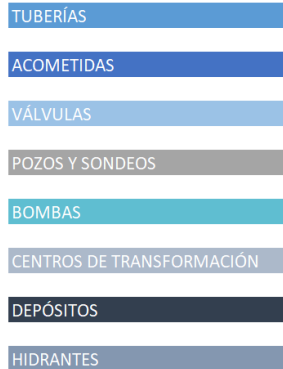 TUBERÍAS
ACOMETIDAS
VÁLVULAS
POZOS Y SONDEOS
BOMBAS
CENTROS DE TRANSFORMACIÓN
DEPÓSITOS
HIDRANTES